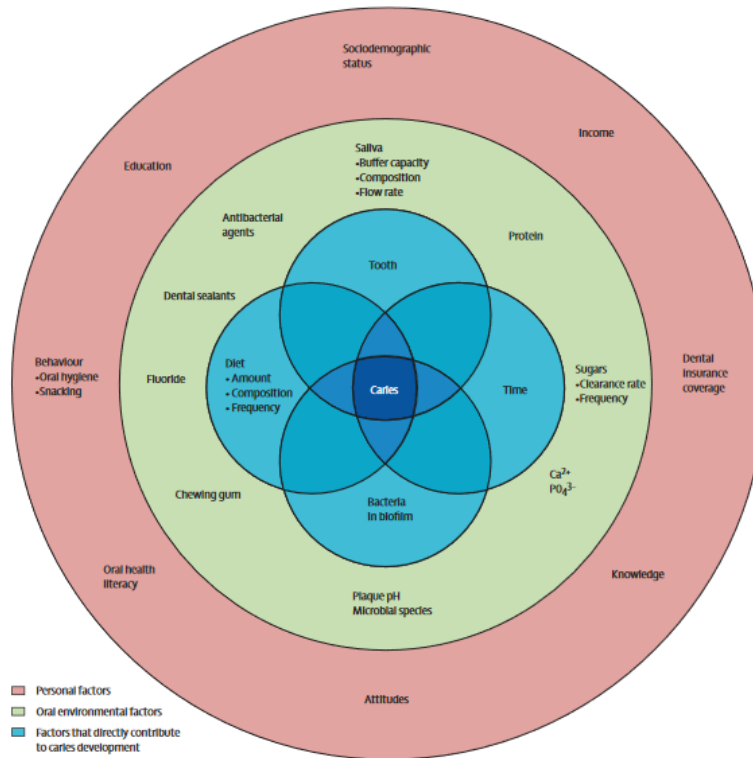 Sociodemographic
status
Income
Education
Saliva
•Buffer capacity
•Composition
•Flow rate
Antibacterial
agents
Protein
Tooth
Dental sealants
Behaviour
•Oral hygiene
•Snacking
Fluoride
Diet
• Amount
• Composition
• Frequency
Caries
Time
Sugars
•Clearance rate
•Frequency
Dental
insurance
coverage
Ca²⁺
PO₄³⁻
Chewing gum
Bacteria
in biofilm
Oral health
literacy
Knowledge
Plaque pH
Microbial species
Attitudes
Personal factors
Oral environmental factors
Factors that directly contribute
to caries development